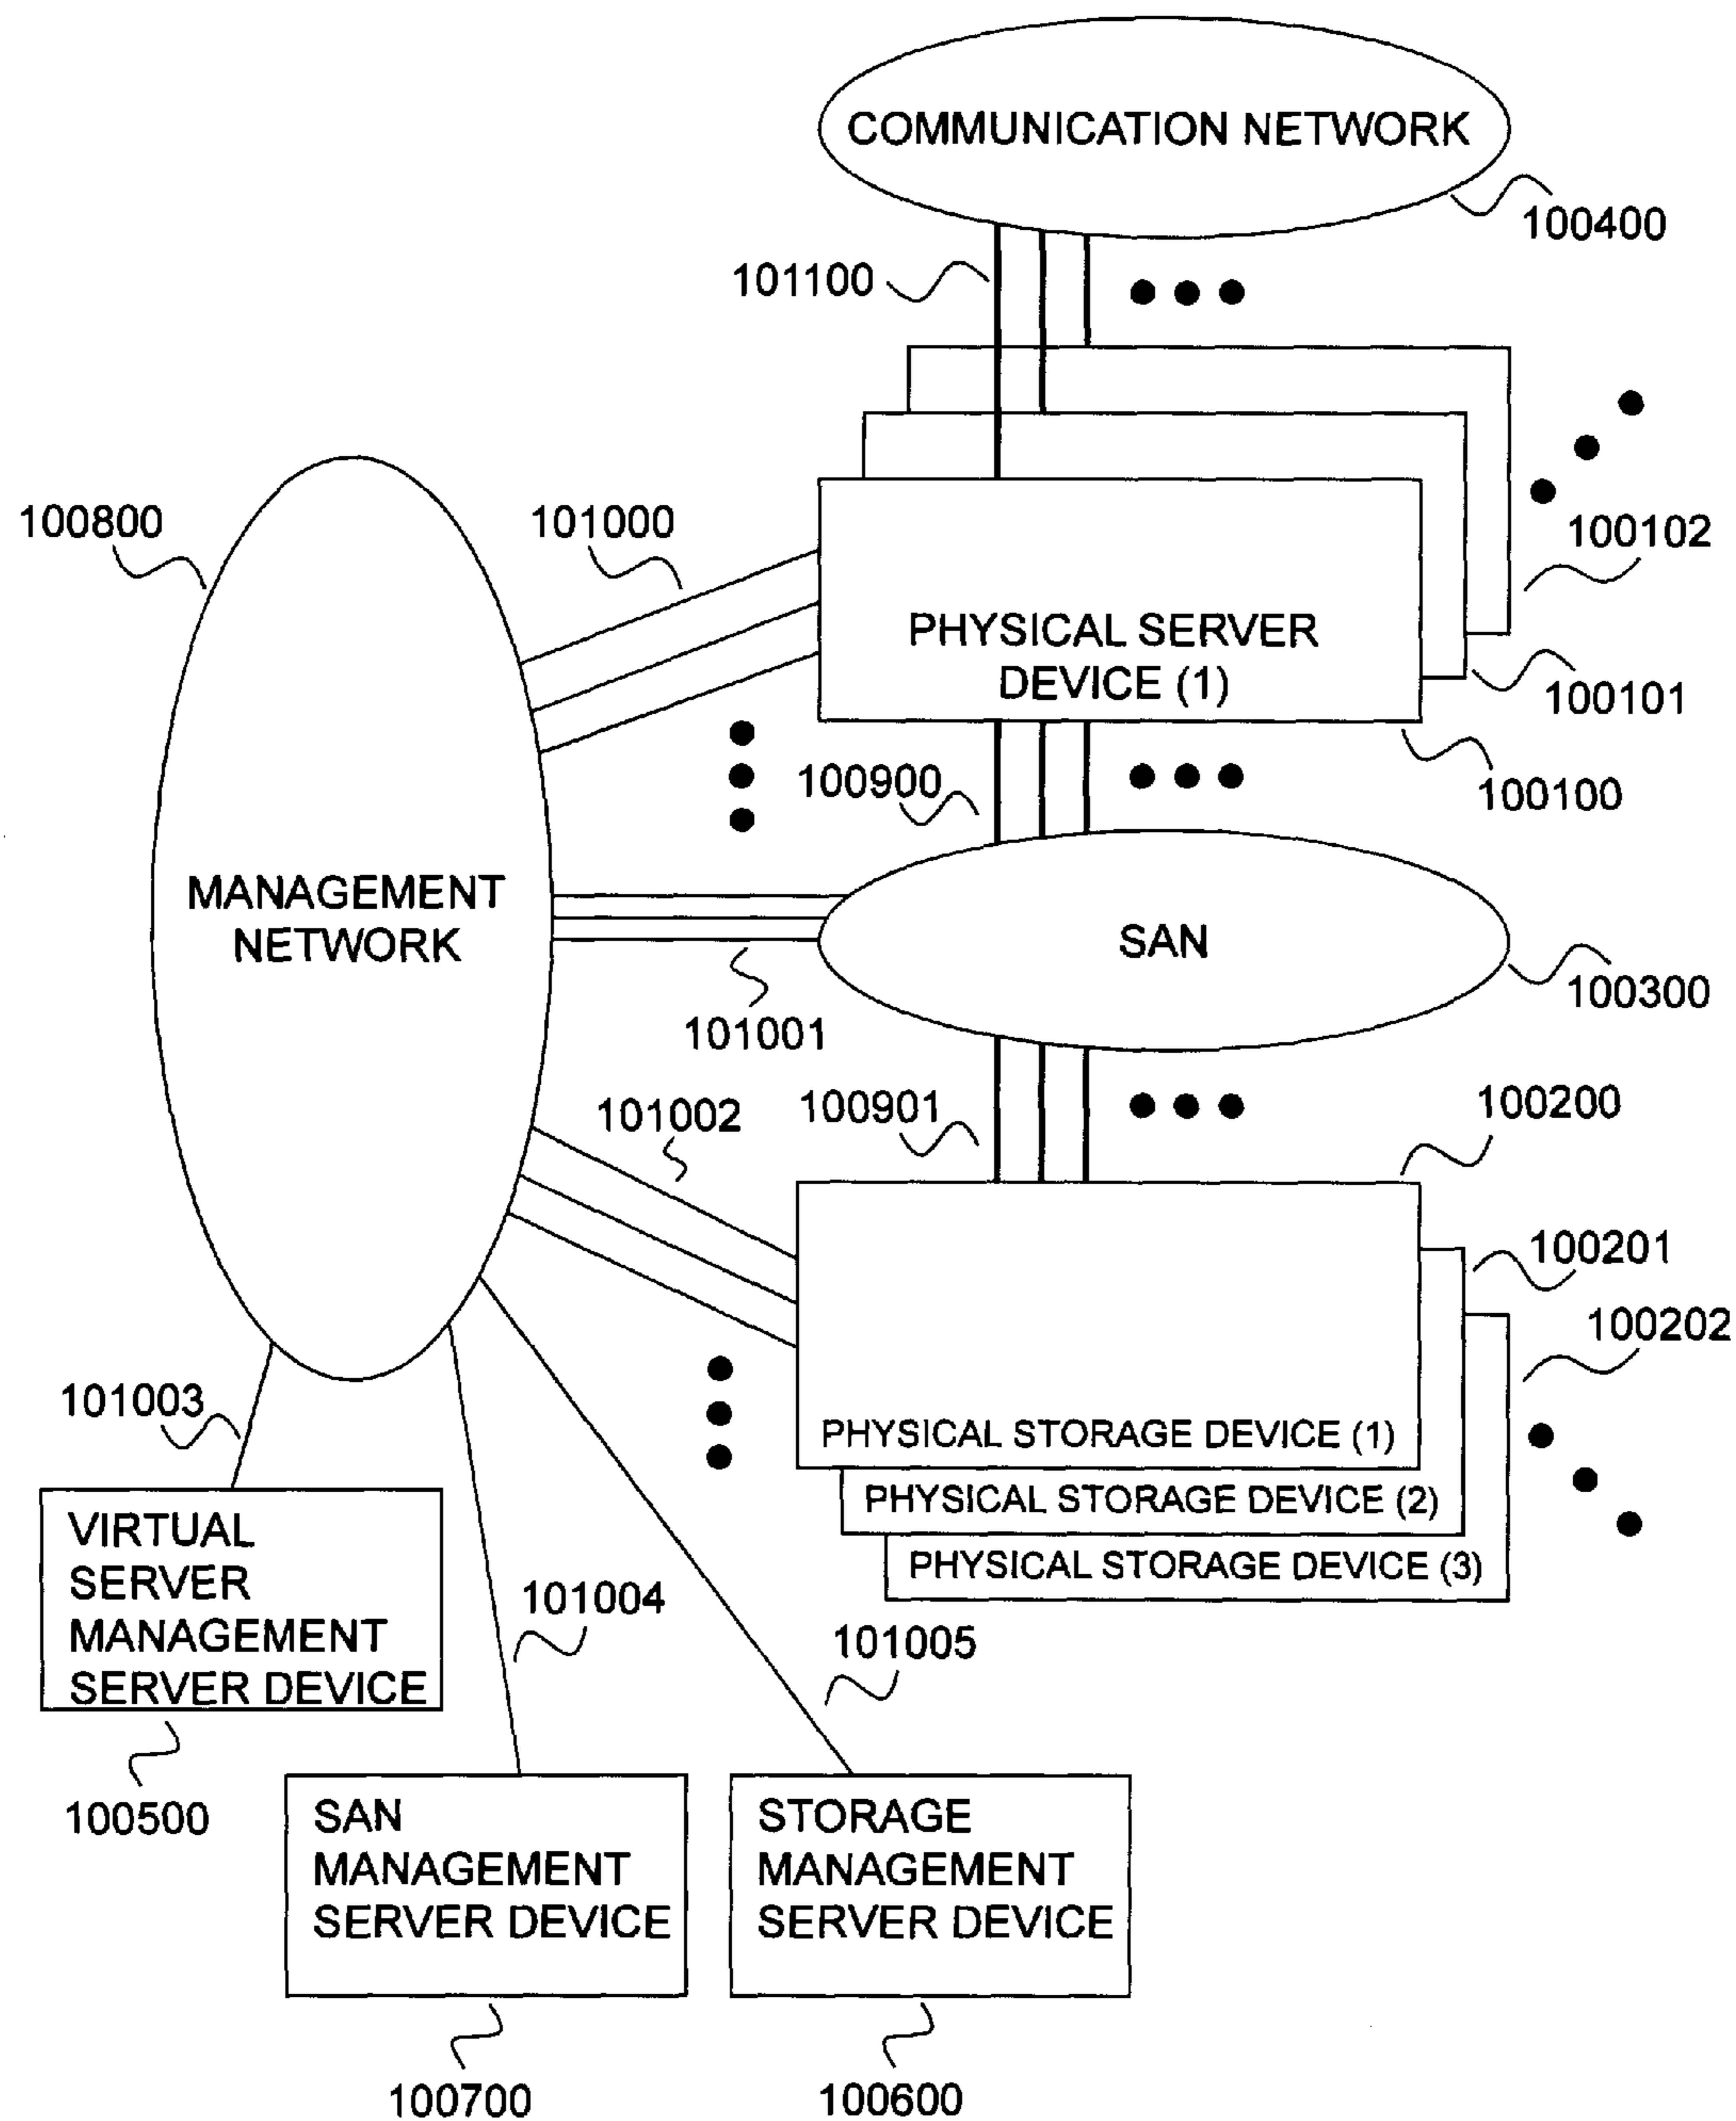 COMMUNICATION NETWORK
100400
101100
100800
101000
100102
PHYSICAL SERVER
DEVICE (1)
100101
100900
100100
MANAGEMENT
NETWORK
SAN
100300
101001
101002
100901
100200
100201
100202
101003
PHYSICAL STORAGE DEVICE (1)
PHYSICAL STORAGE DEVICE (2)
PHYSICAL STORAGE DEVICE (3)
VIRTUAL
SERVER
MANAGEMENT
SERVER DEVICE
101004
101005
100500
SAN
MANAGEMENT
SERVER DEVICE
STORAGE
MANAGEMENT
SERVER DEVICE
100700
100600